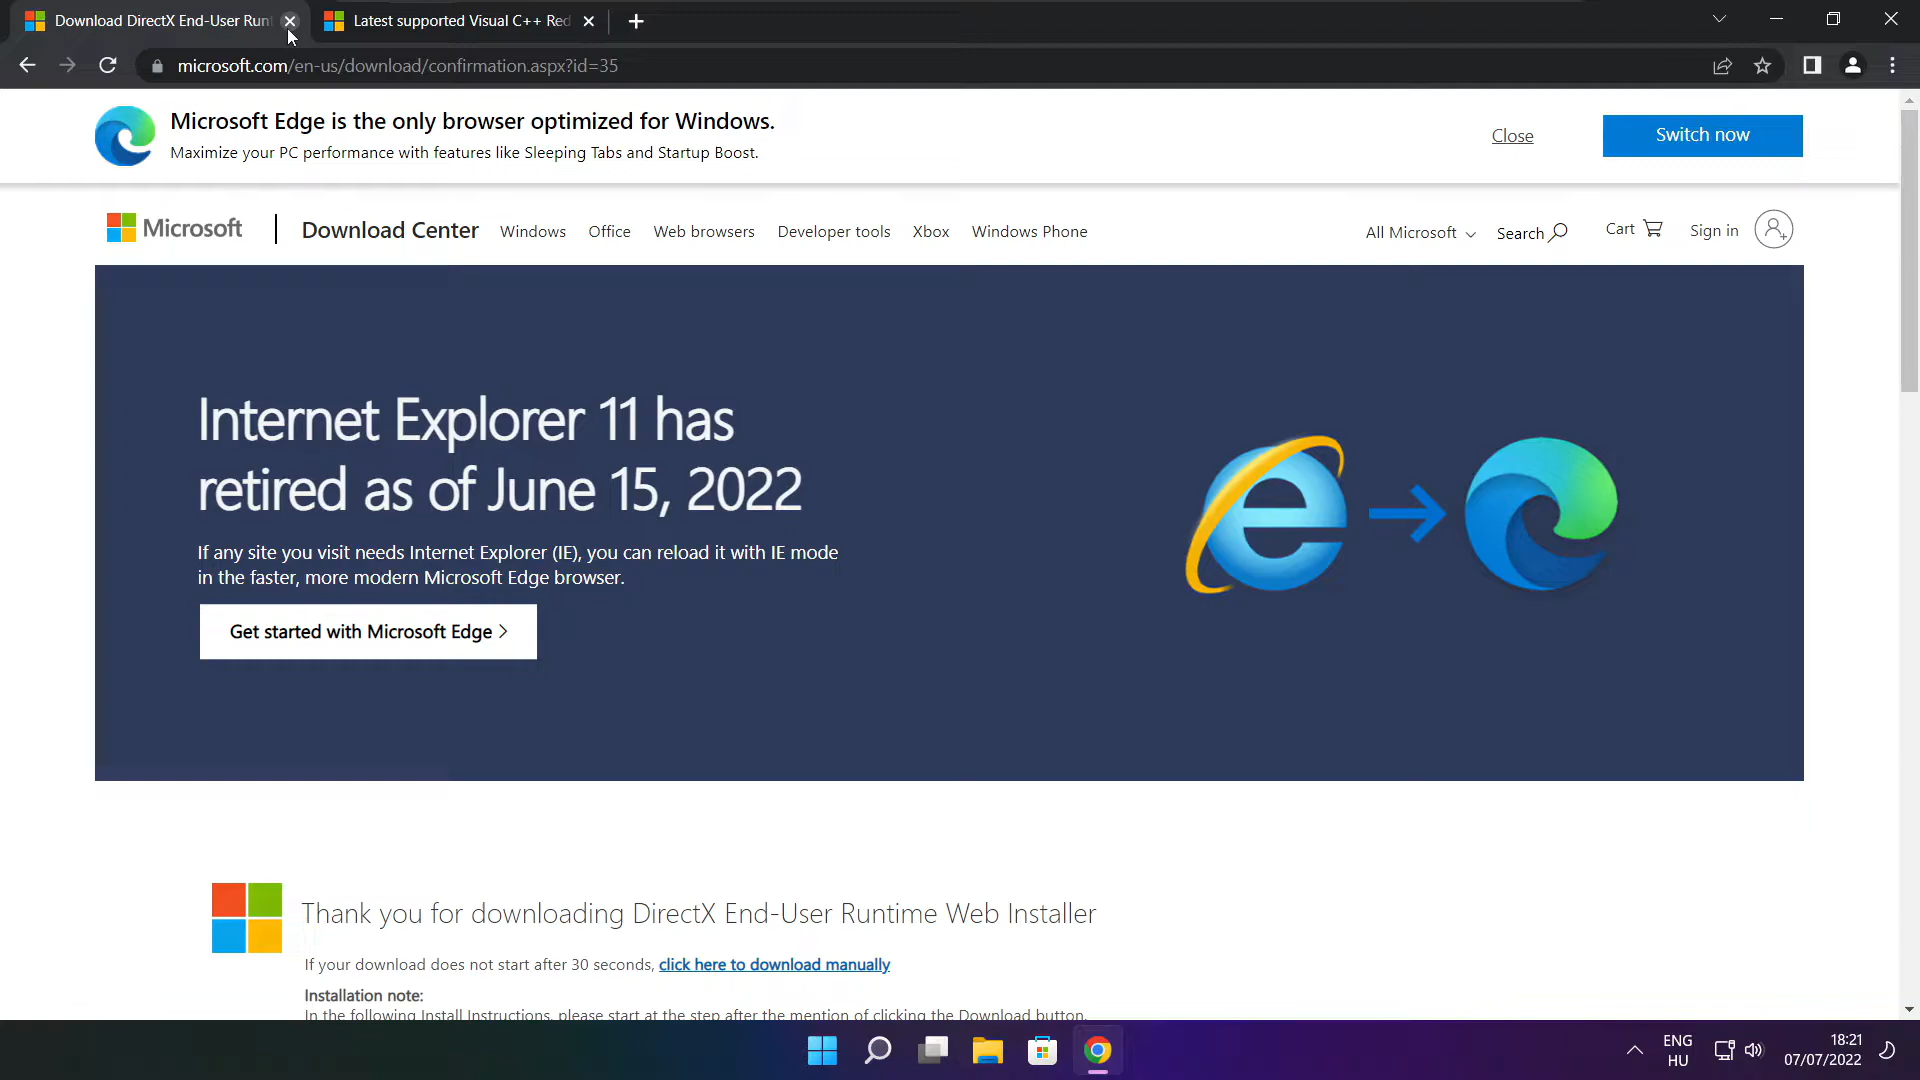 Download DirectX End-User Runt
Latest supported Visual C++ Red
microsoft.com/en-us/download/confirmation.aspx?id=35
Microsoft Edge is the only browser optimized for Windows.
Maximize your PC performance with features like Sleeping Tabs and Startup Boost.
Close
Switch now
Microsoft
Download Center
Windows
Office
Web browsers
Developer tools
Xbox
Windows Phone
All Microsoft
Search
Cart
Sign in
Internet Explorer 11 has
retired as of June 15, 2022
If any site you visit needs Internet Explorer (IE), you can reload it with IE mode
in the faster, more modern Microsoft Edge browser.
Get started with Microsoft Edge >
Thank you for downloading DirectX End-User Runtime Web Installer
If your download does not start after 30 seconds, click here to download manually
Installation note:
In the following Install Instructions, please start at the step after the mention of clicking the Download button.
ENG
HU
18:21
07/07/2022